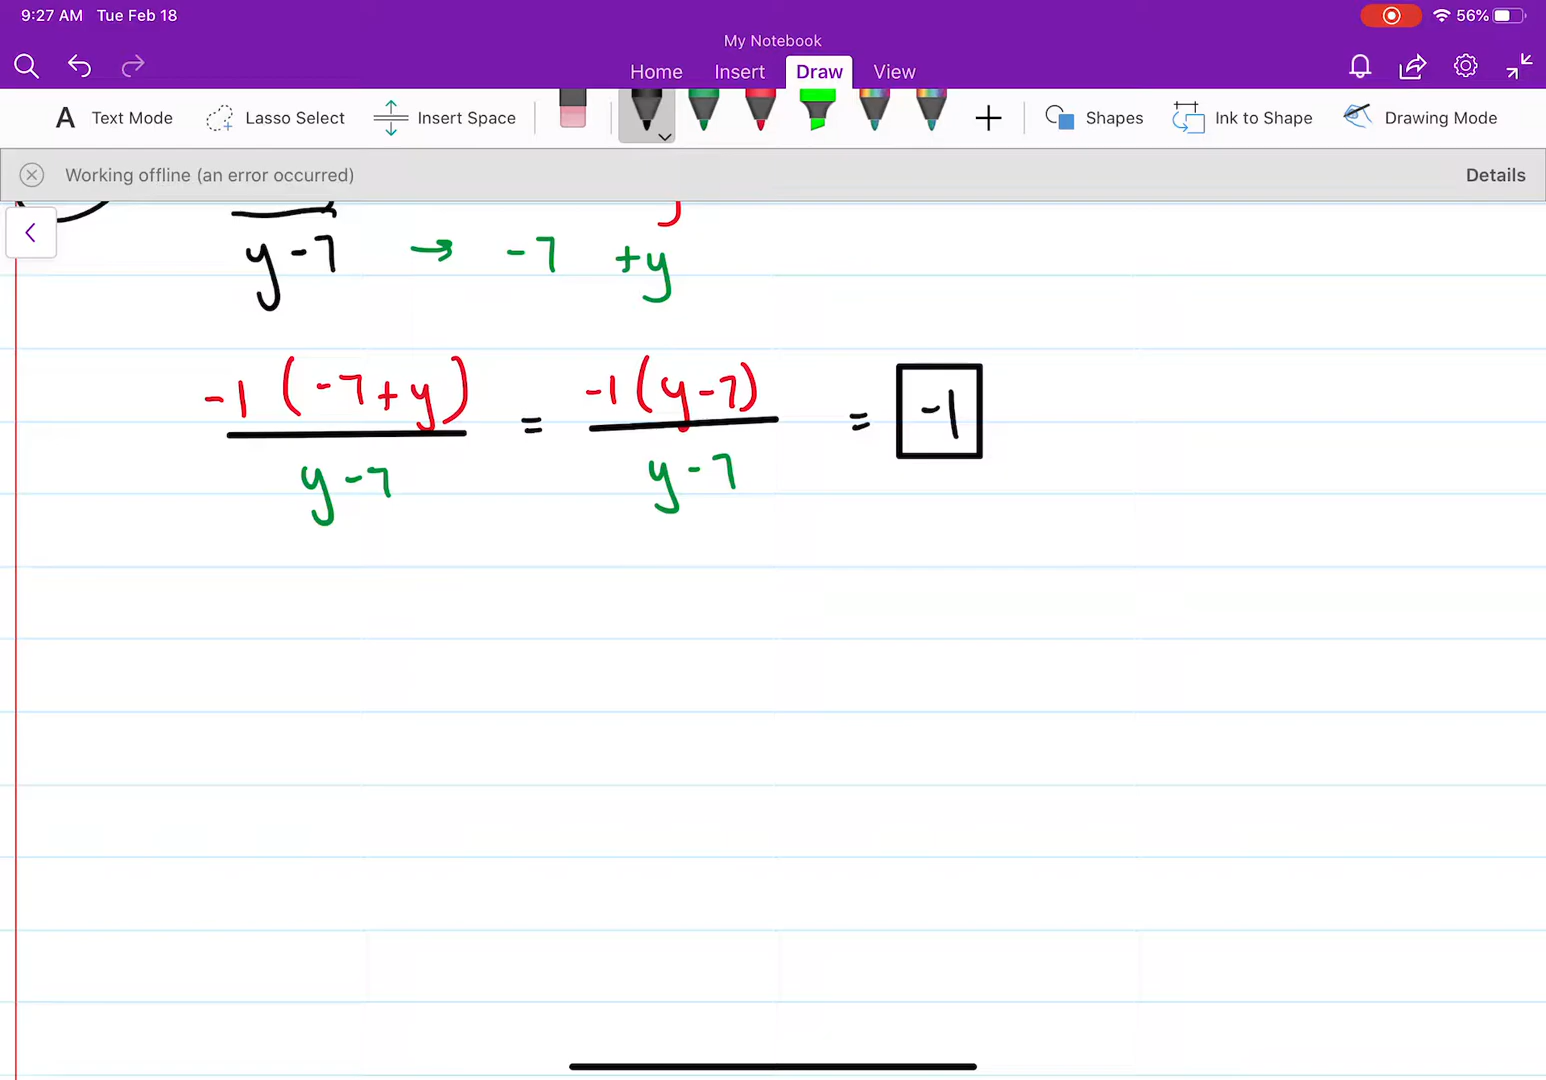 9:27 AM Tue Feb 18 56%
My Notebook
Home Insert Draw View
A Text Mode Lasso Select Insert Space Shapes Ink to Shape Drawing Mode
Working offline (an error occurred) Details
y-7 → -7 +y
-1 (-7+y) / y-7 = -1 (y-7) / y-7 = -1